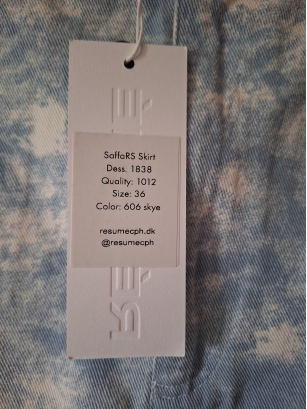 SaffaRS Skirt
Dess. 1838
Quality: 1012
Size: 36
Color: 606 skye
resumecph.dk
@resumecph